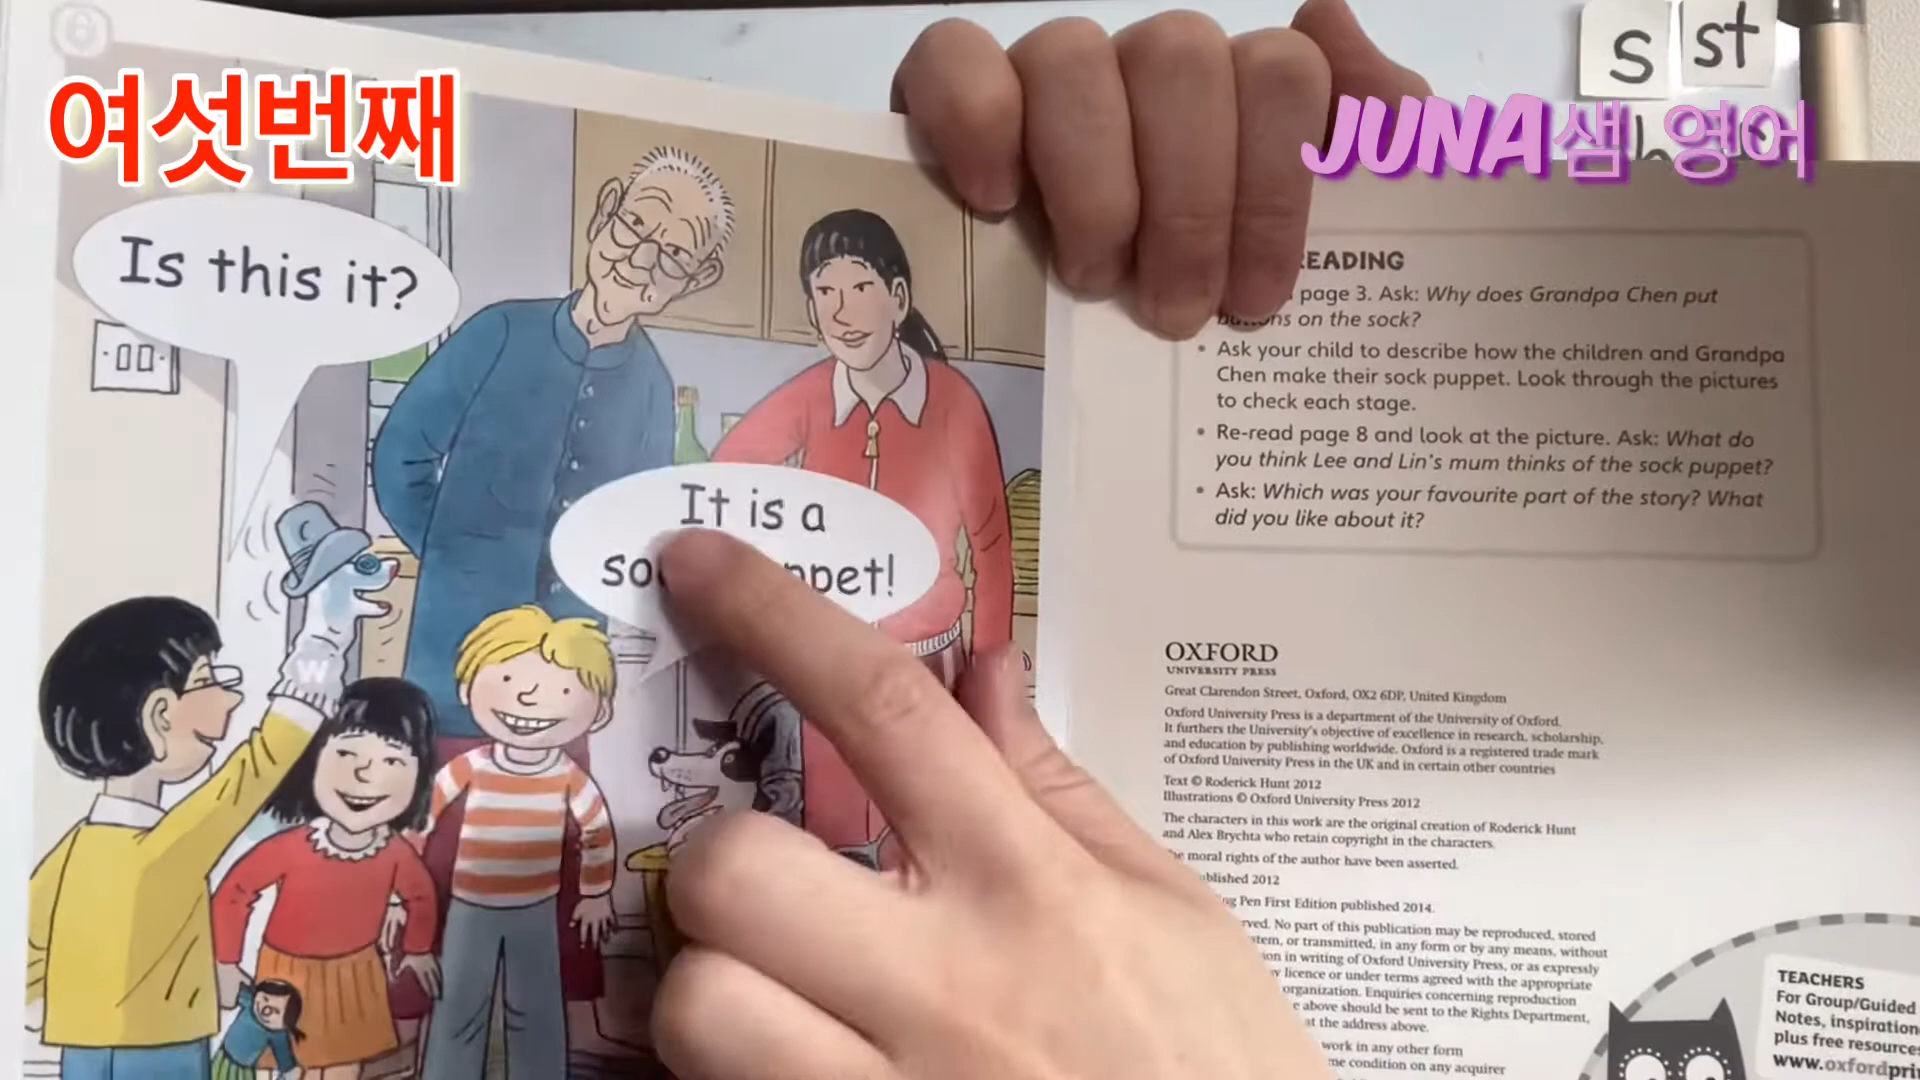 8
여섯번째
JUNA샘 영어
s st
Is this it?
It is a
W
page 3. Ask: Why does Grandpa Chen put
on the sock?
• Ask your child to describe how the children and Grandpa
Chen make their sock puppet. Look through the pictures
to check each stage.
• Re-read page 8 and look at the picture. Ask: What do
you think Lee and Lin's mum thinks of the sock puppet?
• Ask: Which was your favourite part of the story? What
did you like about it?
OXFORD
UNIVERSITY PRESS
Great Clarendon Street, Oxford, OX2 6DP, United Kingdom
Oxford University Press is a department of the University of Oxford.
It furthers the University's objective of excellence in research, scholarship,
and education by publishing worldwide. Oxford is a registered trade mark
of Oxford University Press in the UK and in certain other countries
Text © Roderick Hunt 2012
Illustrations © Oxford University Press 2012
The characters in this work are the original creation of Roderick Hunt
and Alex Brychta who retain copyright in the characters.
moral rights of the author have been asserted.
2012
Pen First Edition published 2014.
No part of this publication may be reproduced, stored
or transmitted, in any form or by any means, without
in writing of Oxford University Press, or as expressly
licence or under terms agreed with the appropriate
organization. Enquiries concerning reproduction
above should be sent to the Rights Department,
at the address above.
work in any other form
condition on any acquirer
TEACHERS
For Group/Guided
Notes,
plus free